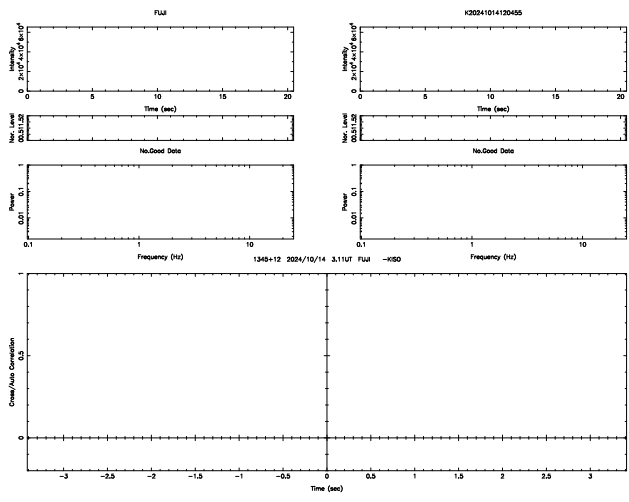 FUJI
K20241014120455
Intensity
0 2×10⁴ 4×10⁴ 6×10⁴
0 5 10 15 20
Time (sec)
Intensity
0 2×10⁴ 4×10⁴ 6×10⁴
0 5 10 15 20
Time (sec)
Nor. Level
0 0.5 1 1.5 2
Nor. Level
0 0.5 1 1.5 2
No.Good Data
No.Good Data
Power
1
0.1
0.01
0.1 1 10
Frequency (Hz)
Power
1
0.1
0.01
0.1 1 10
Frequency (Hz)
1345+12 2024/10/14 3.11UT FUJI -KISO
Cross/Auto Correlation
1
0.5
0
-3 -2.5 -2 -1.5 -1 -0.5 0 0.5 1 1.5 2 2.5 3
Time (sec)